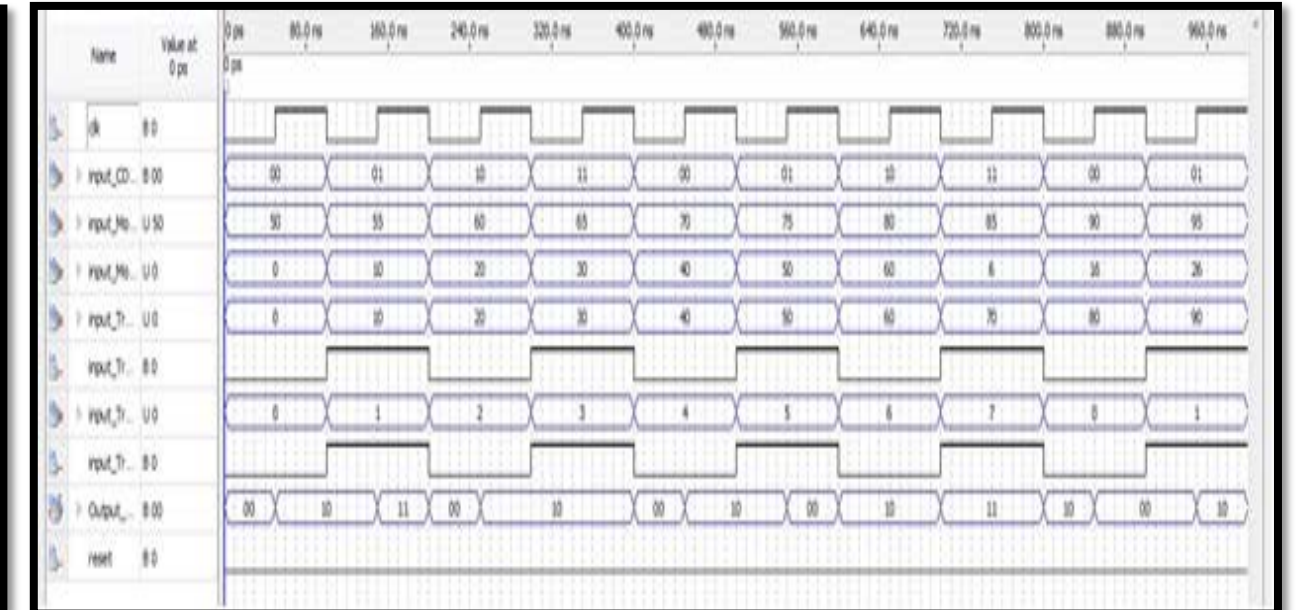 Name Value at 0 ps
0 ps 80.0 ns 160.0 ns 240.0 ns 320.0 ns 400.0 ns 480.0 ns 560.0 ns 640.0 ns 720.0 ns 800.0 ns 880.0 ns 960.0 ns
0 ps
clk B 0
input_CD... B 00 00 01 10 11 00 01 10 11 00 01
input_Mo... U 50 50 55 60 65 70 75 80 85 90 95
input_Mo... U 0 0 10 20 30 40 50 60 6 16 26
input_Tr... U 0 0 10 20 30 40 50 60 70 80 90
input_Tr... B 0
input_Tr... U 0 0 1 2 3 4 5 6 7 0 1
input_Tr... B 0
Output_... B 00 00 10 11 00 10 00 10 00 10 11 10 00 10
reset B 0